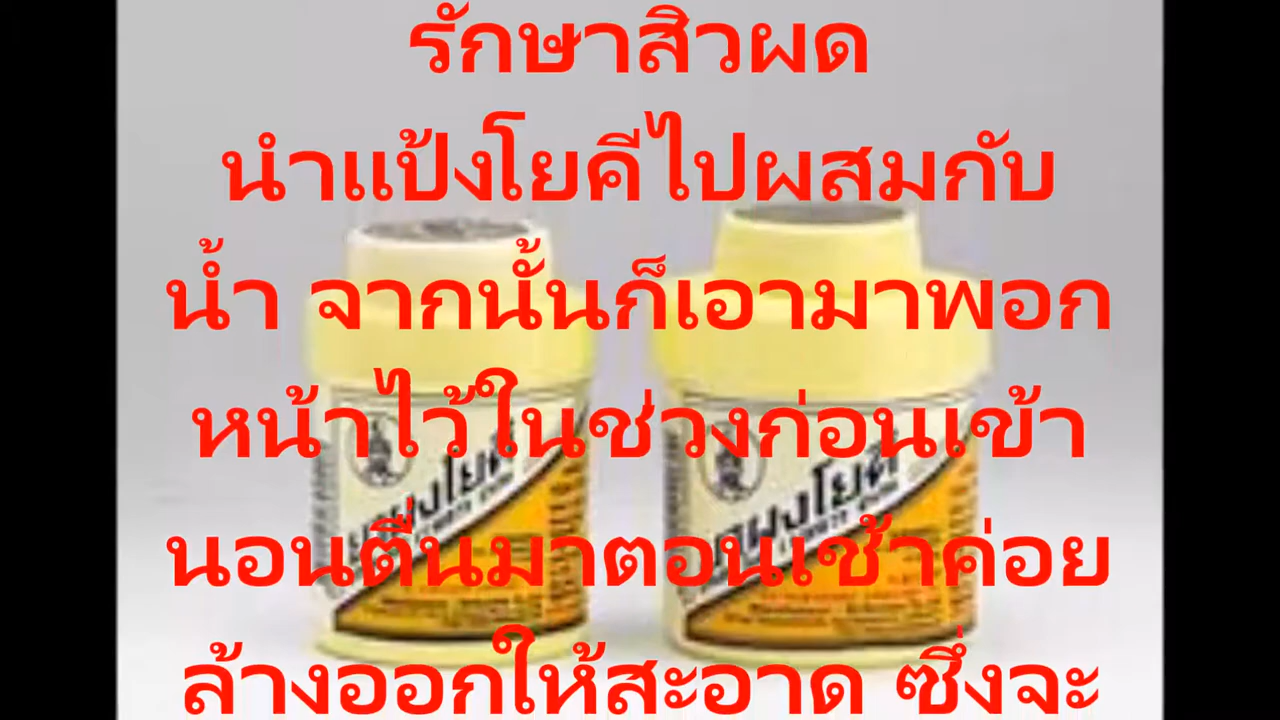 รักษาสิวผด
นำแป้งโยคีไปผสมกับ
น้ำ จากนั้นก็เอามาพอก
หน้าไว้ในช่วงก่อนเข้า
นอนตื่นมาตอนเช้าค่อย
ล้างออกให้สะอาด ซึ่งจะ